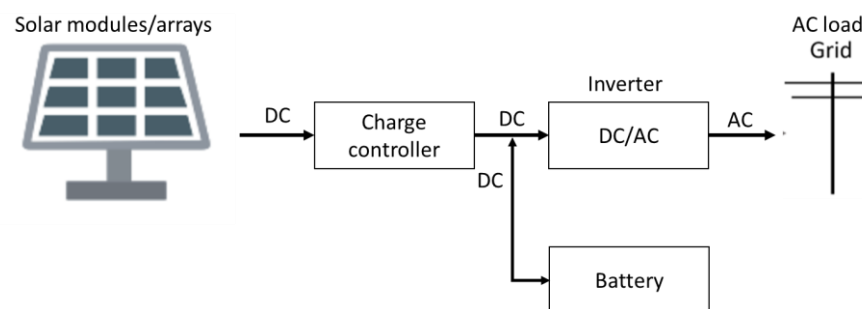 Solar modules/arrays
AC load
Grid
Inverter
DC
Charge
controller
DC
DC/AC
AC
DC
Battery